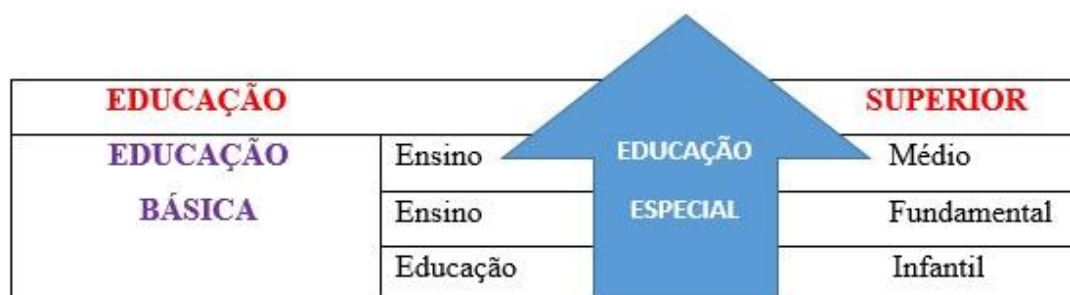 EDUCAÇÃO SUPERIOR
EDUCAÇÃO Ensino EDUCAÇÃO Médio
BÁSICA Ensino ESPECIAL Fundamental
Educação Infantil